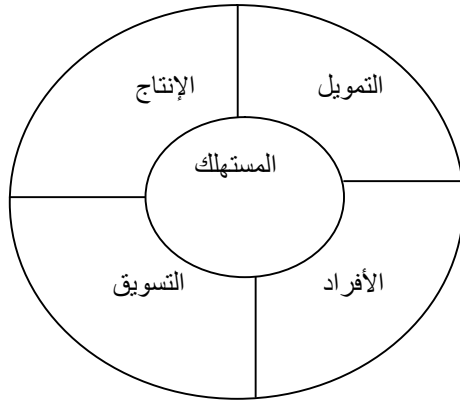 التمويل
الإنتاج
المستهلك
الأفراد
التسويق